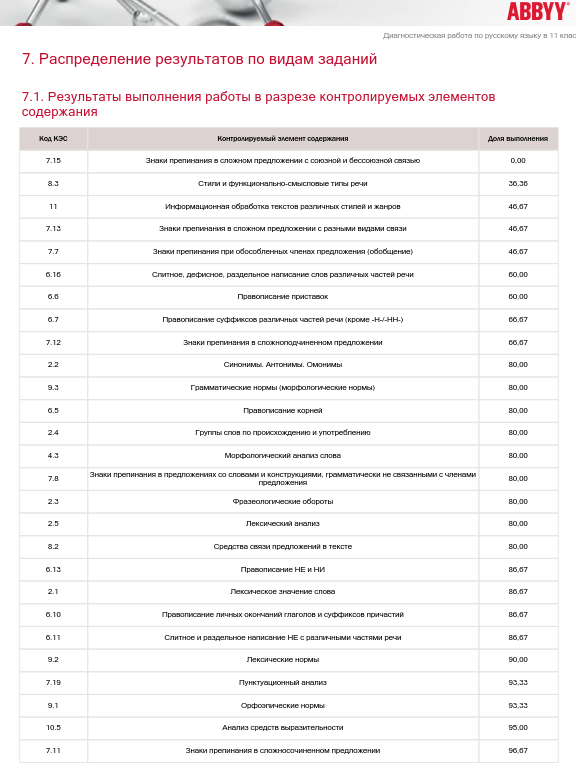 ABBYY®
Диагностическая работа по русскому языку в 11 клас
7. Распределение результатов по видам заданий
7.1. Результаты выполнения работы в разрезе контролируемых элементов
содержания
Код КЭС Контролируемый элемент содержания Доля выполнения
7.15 Знаки препинания в сложном предложении с союзной и бессоюзной связью 0,00
8.3 Стили и функционально-смысловые типы речи 36,36
11 Информационная обработка текстов различных стилей и жанров 46,67
7.13 Знаки препинания в сложном предложении с разными видами связи 46,67
7.7 Знаки препинания при обособленных членах предложения (обобщение) 46,67
6.16 Слитное, дефисное, раздельное написание слов различных частей речи 60,00
6.6 Правописание приставок 60,00
6.7 Правописание суффиксов различных частей речи (кроме -Н-/-НН-) 66,67
7.12 Знаки препинания в сложноподчиненном предложении 66,67
2.2 Синонимы. Антонимы. Омонимы 80,00
9.3 Грамматические нормы (морфологические нормы) 80,00
6.5 Правописание корней 80,00
2.4 Группы слов по происхождению и употреблению 80,00
4.3 Морфологический анализ слова 80,00
7.8 Знаки препинания в предложениях со словами и конструкциями, грамматически не связанными с членами
предложения 80,00
2.3 Фразеологические обороты 80,00
2.5 Лексический анализ 80,00
8.2 Средства связи предложений в тексте 80,00
6.13 Правописание НЕ и НИ 86,67
2.1 Лексическое значение слова 86,67
6.10 Правописание личных окончаний глаголов и суффиксов причастий 86,67
6.11 Слитное и раздельное написание НЕ с различными частями речи 86,67
9.2 Лексические нормы 90,00
7.19 Пунктуационный анализ 93,33
9.1 Орфоэпические нормы 93,33
10.5 Анализ средств выразительности 95,00
7.11 Знаки препинания в сложносочиненном предложении 96,67